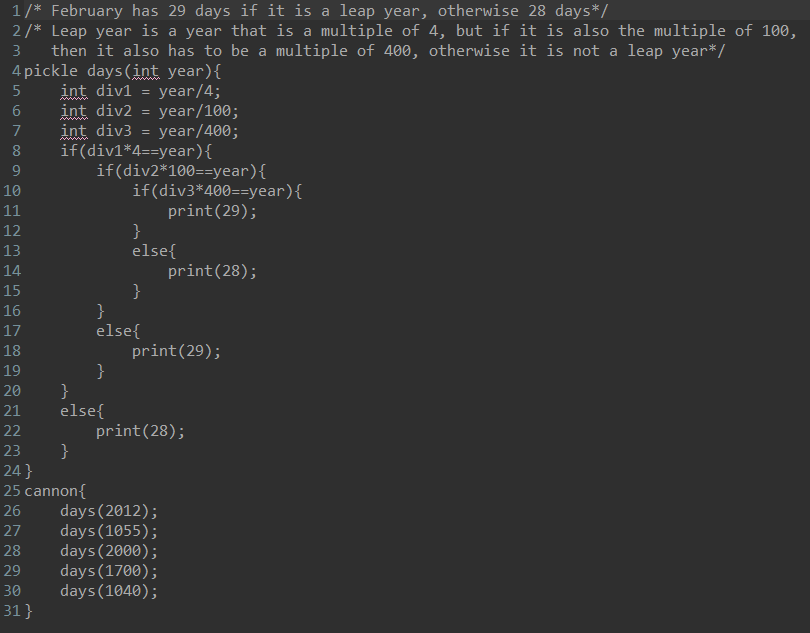 1 /* February has 29 days if it is a leap year, otherwise 28 days*/
2 /* Leap year is a year that is a multiple of 4, but if it is also the multiple of 100,
3    then it also has to be a multiple of 400, otherwise it is not a leap year*/
4 pickle days(int year){
5     int div1 = year/4;
6     int div2 = year/100;
7     int div3 = year/400;
8     if(div1*4==year){
9         if(div2*100==year){
10             if(div3*400==year){
11                 print(29);
12             }
13             else{
14                 print(28);
15             }
16         }
17         else{
18             print(29);
19         }
20     }
21     else{
22         print(28);
23     }
24 }
25 cannon{
26     days(2012);
27     days(1055);
28     days(2000);
29     days(1700);
30     days(1040);
31 }